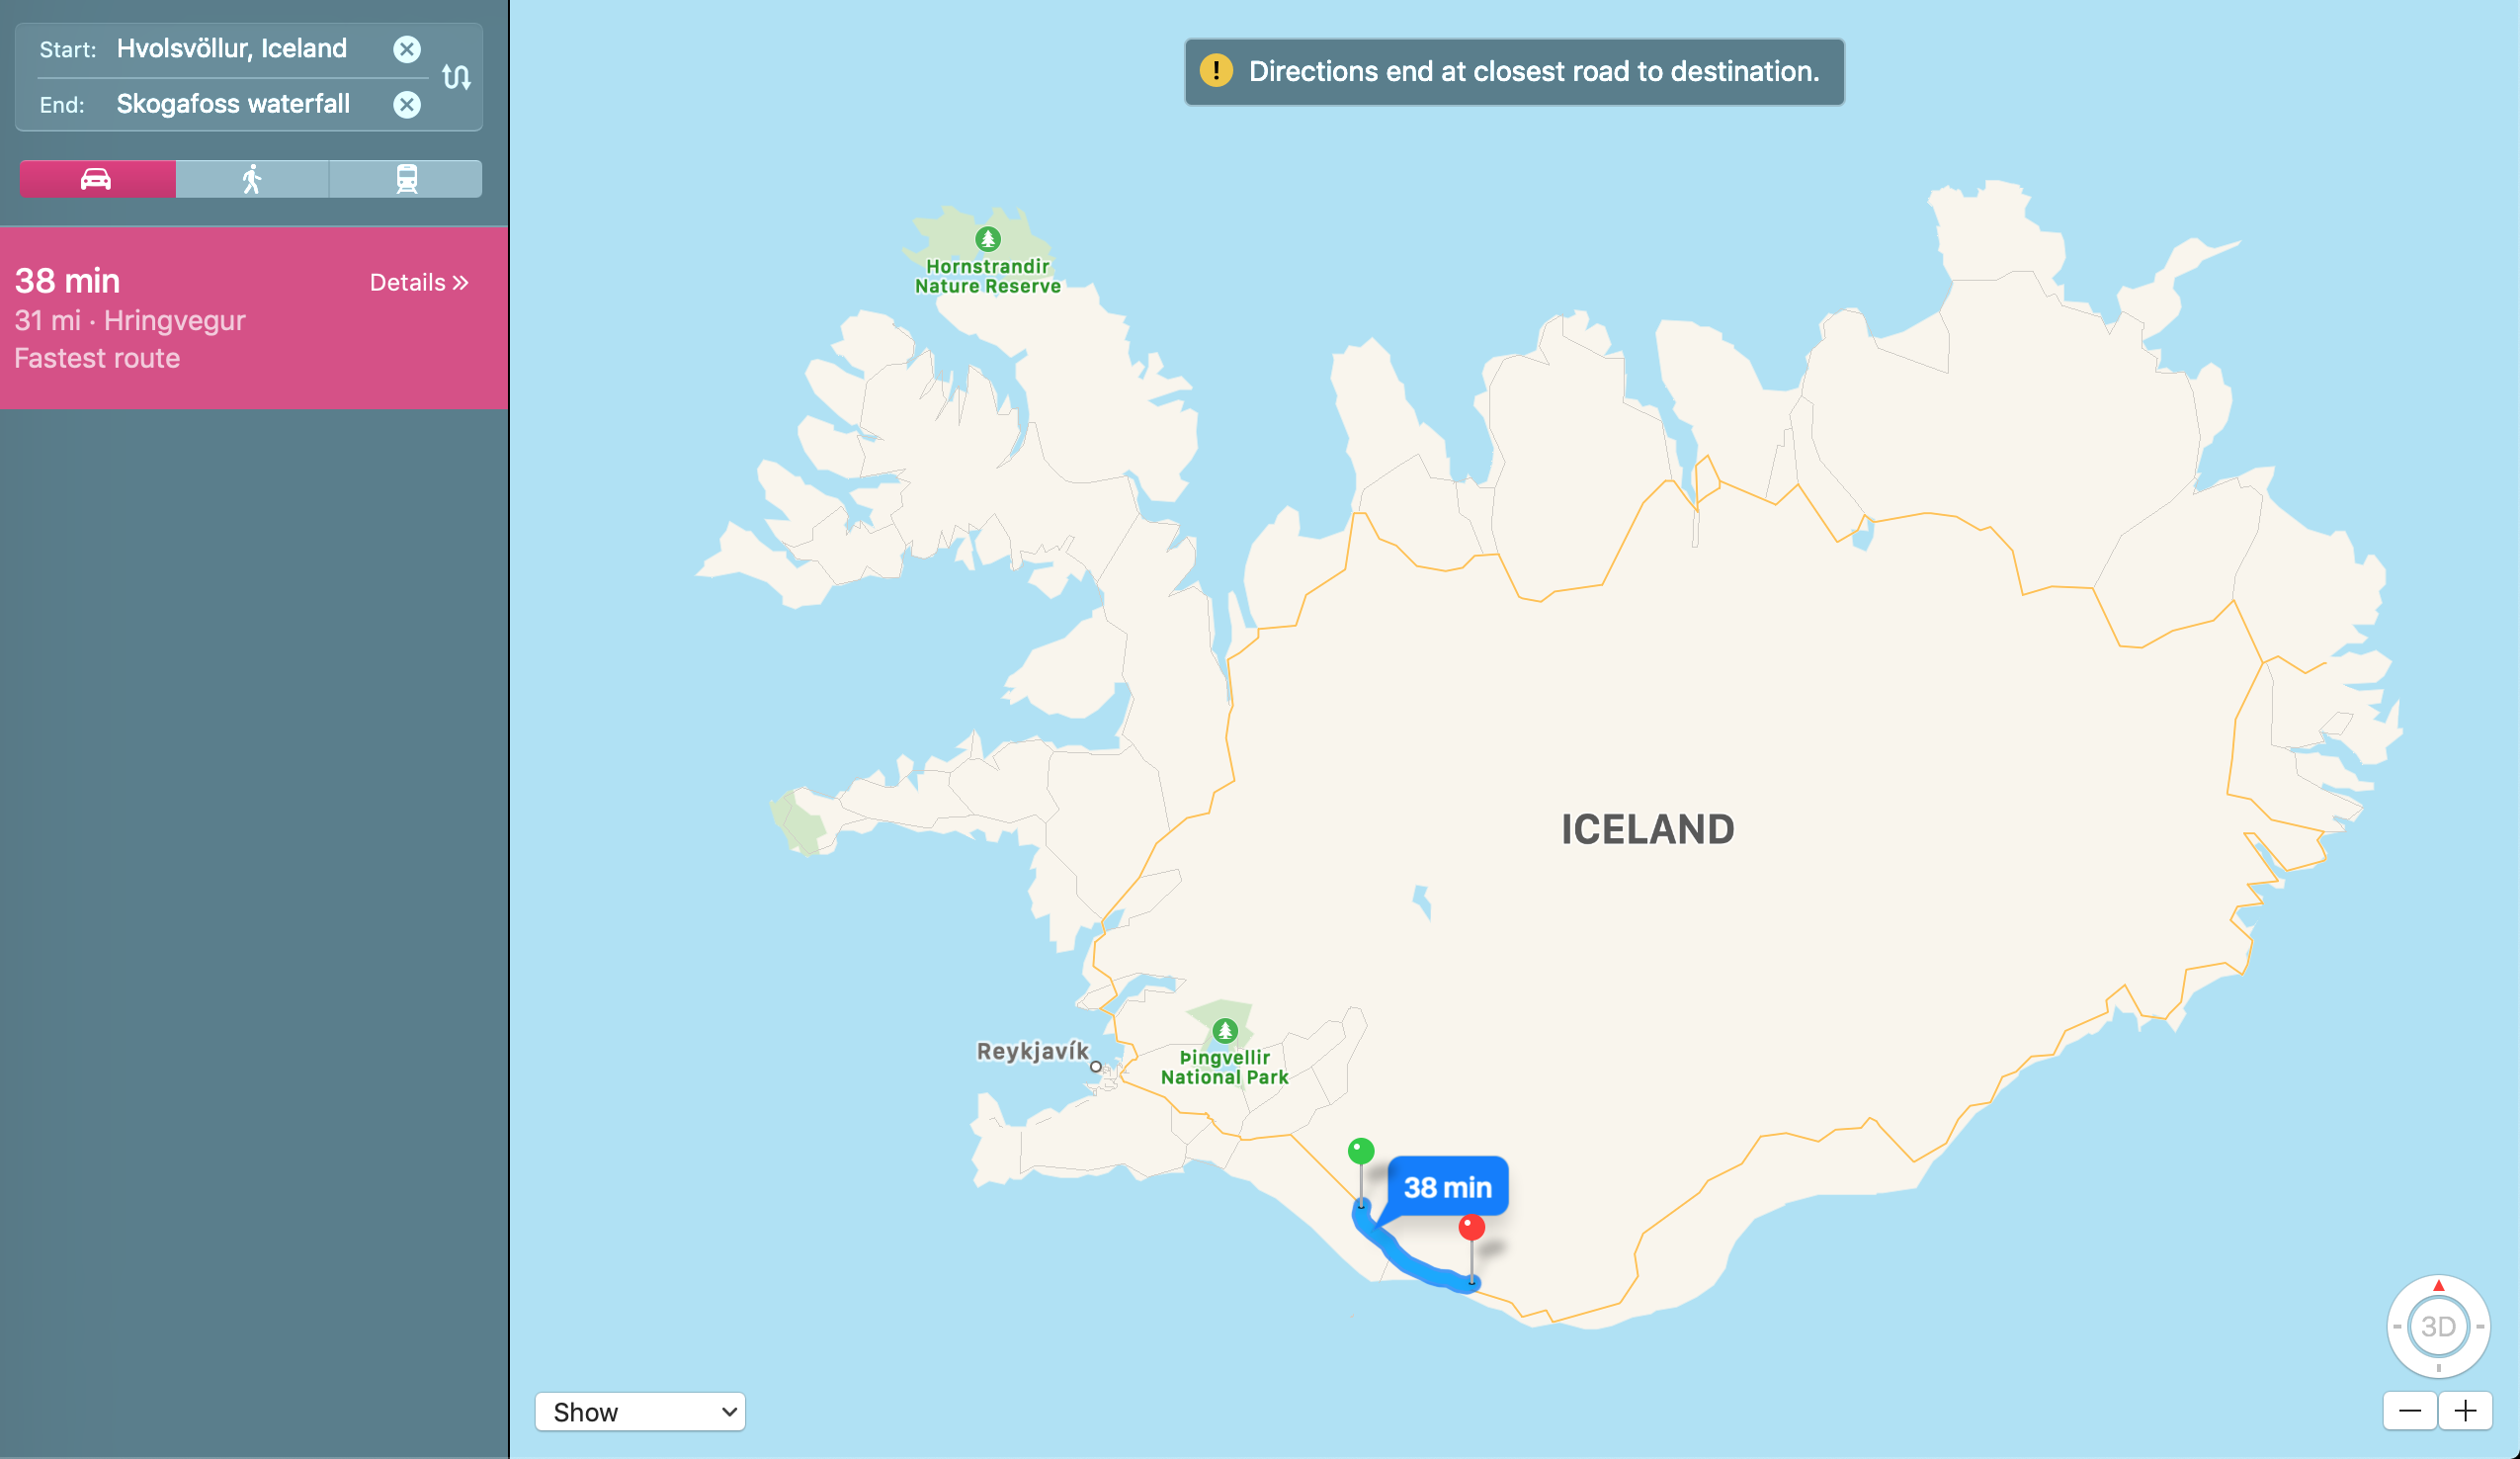 Start: Hvolsvöllur, Iceland
End: Skogafoss waterfall
38 min
Details »
31 mi · Hringvegur
Fastest route
! Directions end at closest road to destination.
Hornstrandir
Nature Reserve
ICELAND
Reykjavík
Þingvellir
National Park
38 min
3D
Show